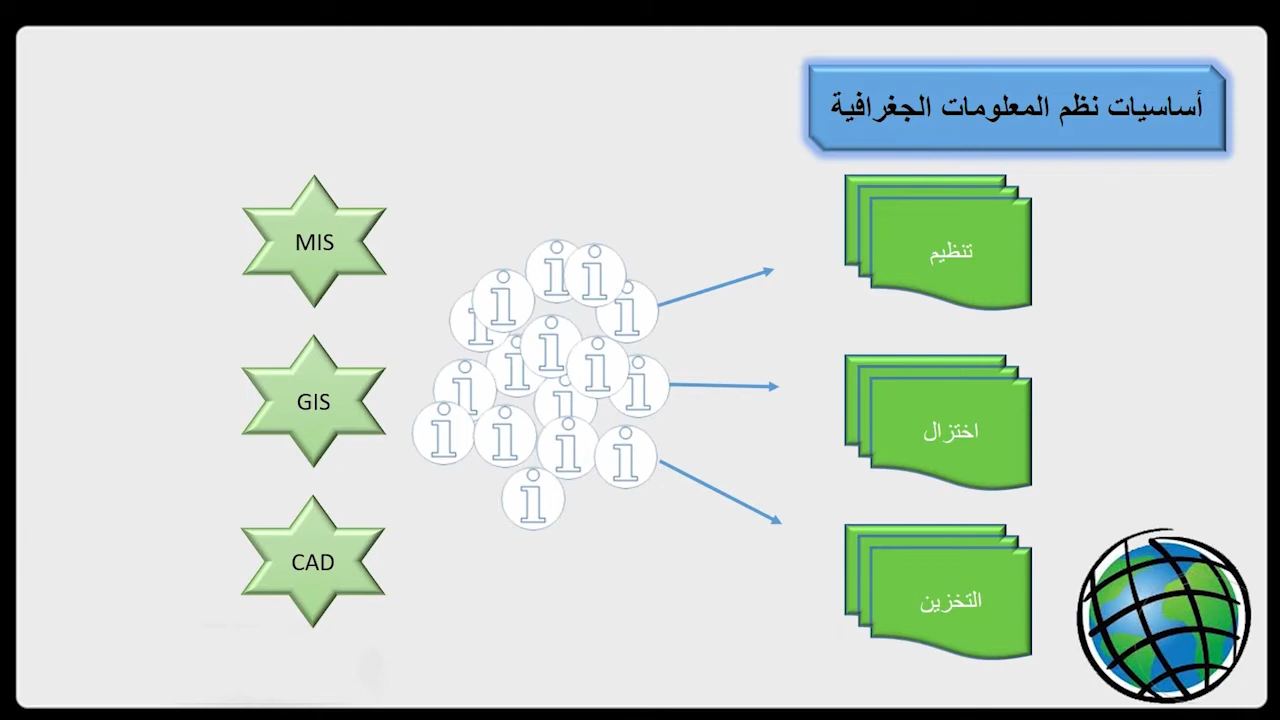 أساسيات نظم المعلومات الجغرافية
تنظيم
اختزال
التخزين
MIS
GIS
CAD